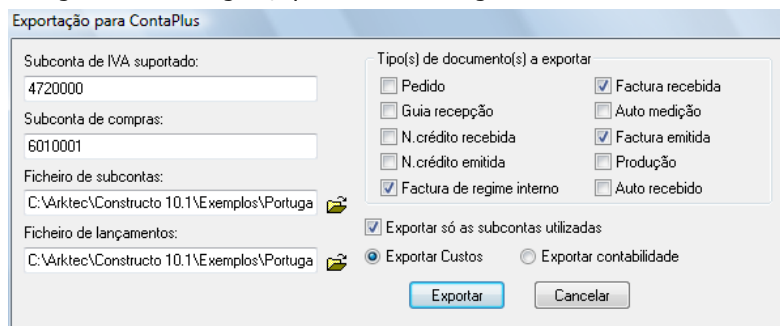 Exportação para ContaPlus
Subconta de IVA suportado:
4720000
Subconta de compras:
6010001
Ficheiro de subcontas:
C:\Arktec\Constructo 10.1\Exemplos\Portuga
Ficheiro de lançamentos:
C:\Arktec\Constructo 10.1\Exemplos\Portuga
Tipo(s) de documento(s) a exportar
Pedido
Factura recebida
Guia recepção
Auto medição
N.crédito recebida
Factura emitida
N.crédito emitida
Produção
Factura de regime interno
Auto recebido
Exportar só as subcontas utilizadas
Exportar Custos
Exportar contabilidade
Exportar
Cancelar